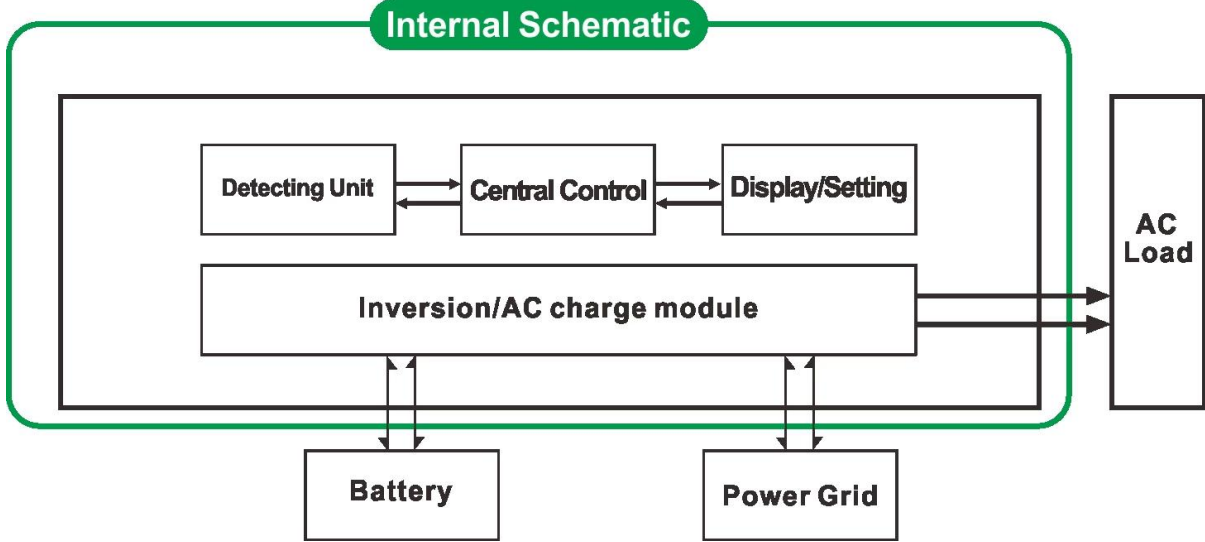 Internal Schematic
Detecting Unit
Central Control
Display/Setting
Inversion/AC charge module
AC
Load
Battery
Power Grid